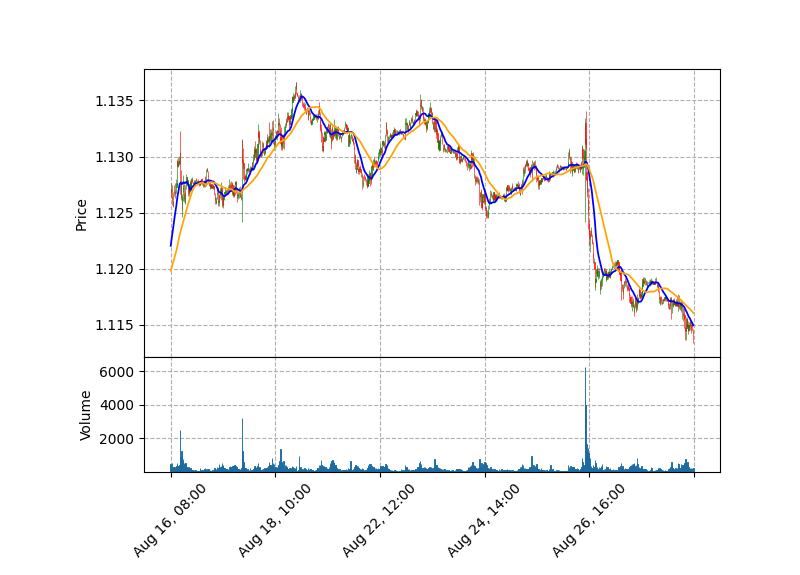 1.135
1.130
1.125
1.120
1.115
Price
6000
4000
2000
Volume
Aug 16, 08:00
Aug 18, 10:00
Aug 22, 12:00
Aug 24, 14:00
Aug 26, 16:00